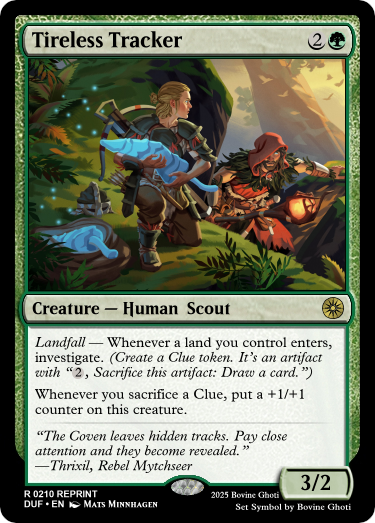 Tireless Tracker 2
Creature — Human Scout
Landfall — Whenever a land you control enters,
investigate. (Create a Clue token. It's an artifact
with “2, Sacrifice this artifact: Draw a card.”)
Whenever you sacrifice a Clue, put a +1/+1
counter on this creature.
“The Coven leaves hidden tracks. Pay close
attention and they become revealed.”
—Thrixil, Rebel Mytchseer
3/2
R 0210 REPRINT 2025 Bovine Ghoti
DUF • EN Mats Minnhagen Set Symbol by Bovine Ghoti